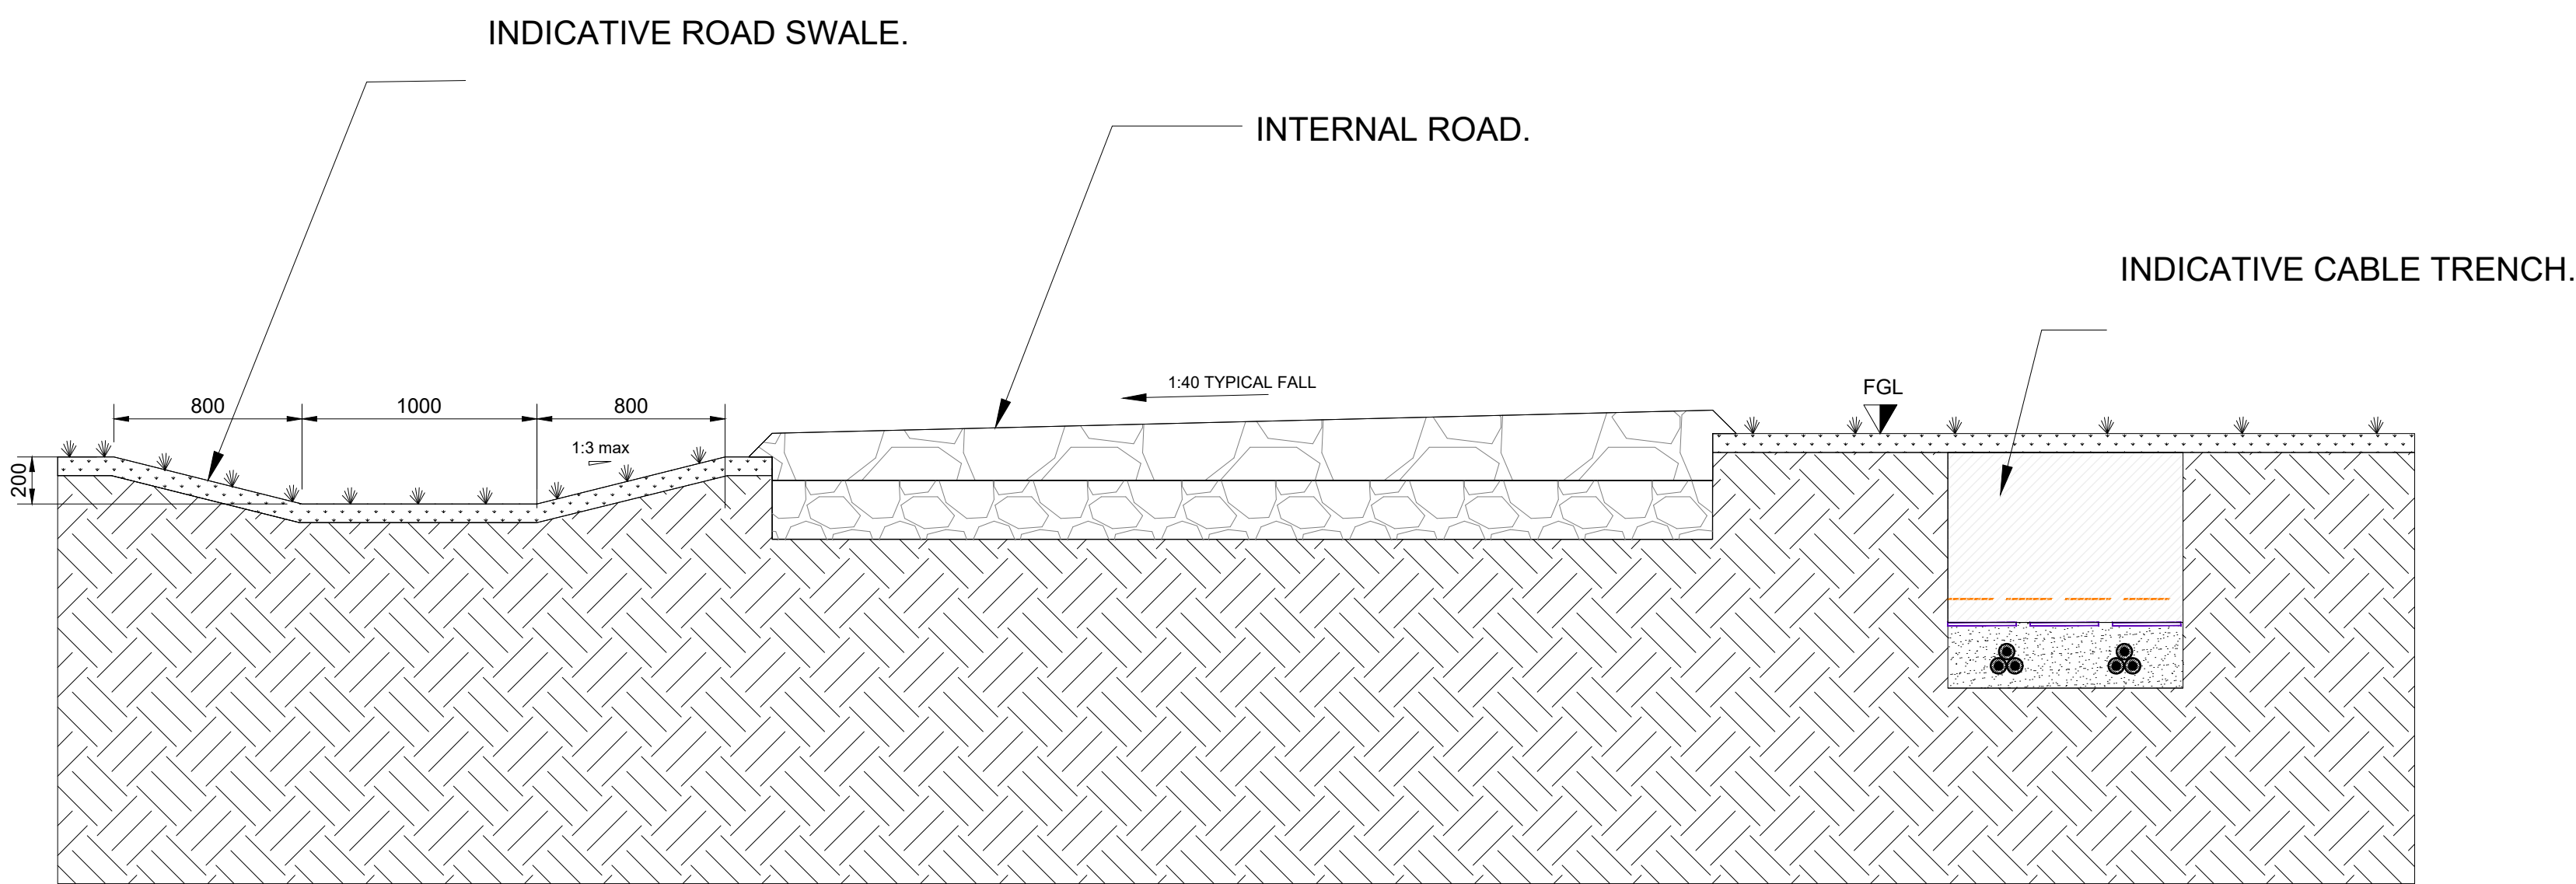 INDICATIVE ROAD SWALE.
INTERNAL ROAD.
INDICATIVE CABLE TRENCH.
1:40 TYPICAL FALL
FGL
800
1000
800
1:3 max
200